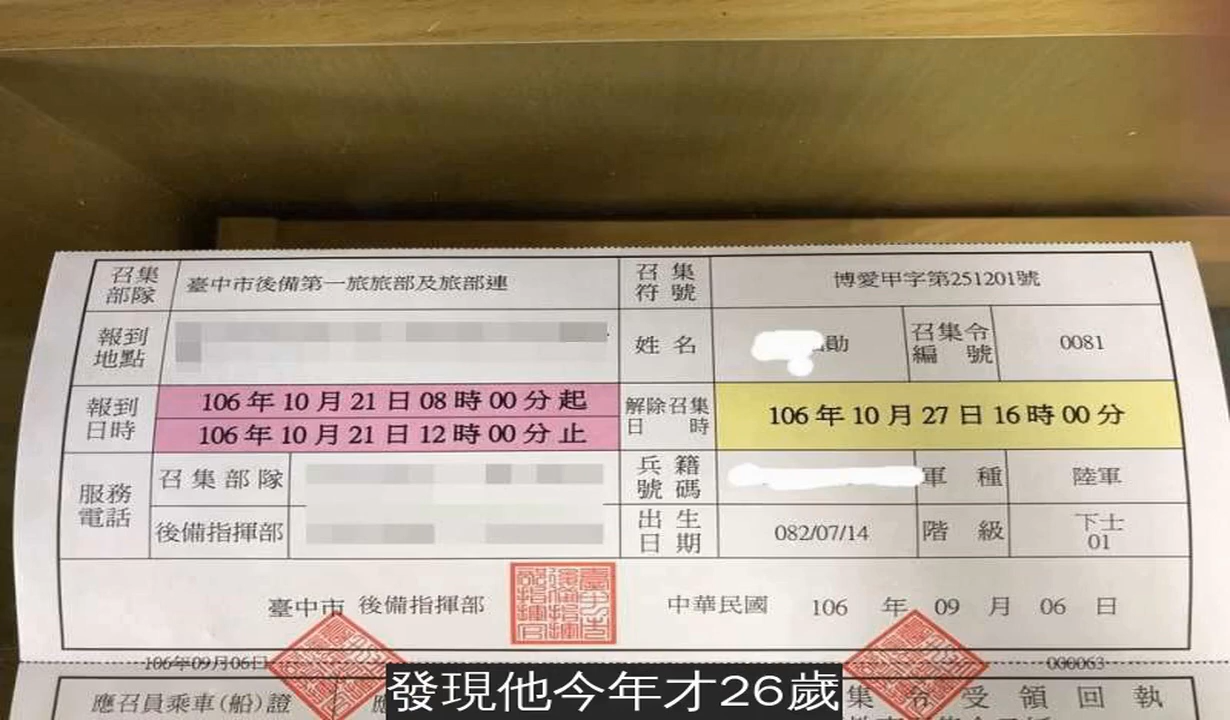 召集部隊 臺中市後備第一旅旅部及旅部連 召集符號 博愛甲字第251201號
報到地點 姓名 勛 召集令編號 0081
報到日時 106年10月21日08時00分起 解除召集日時 106年10月27日16時00分
106年10月21日12時00分止
服務電話 召集部隊 兵籍號碼 軍種 陸軍
後備指揮部 出生日期 082/07/14 階級 下士 01
臺中市 後備指揮部 中華民國 106 年 09 月 06 日
106年09月06日 000063
應召員乘車(船)證 集 令受領回執
發現他今年才26歲